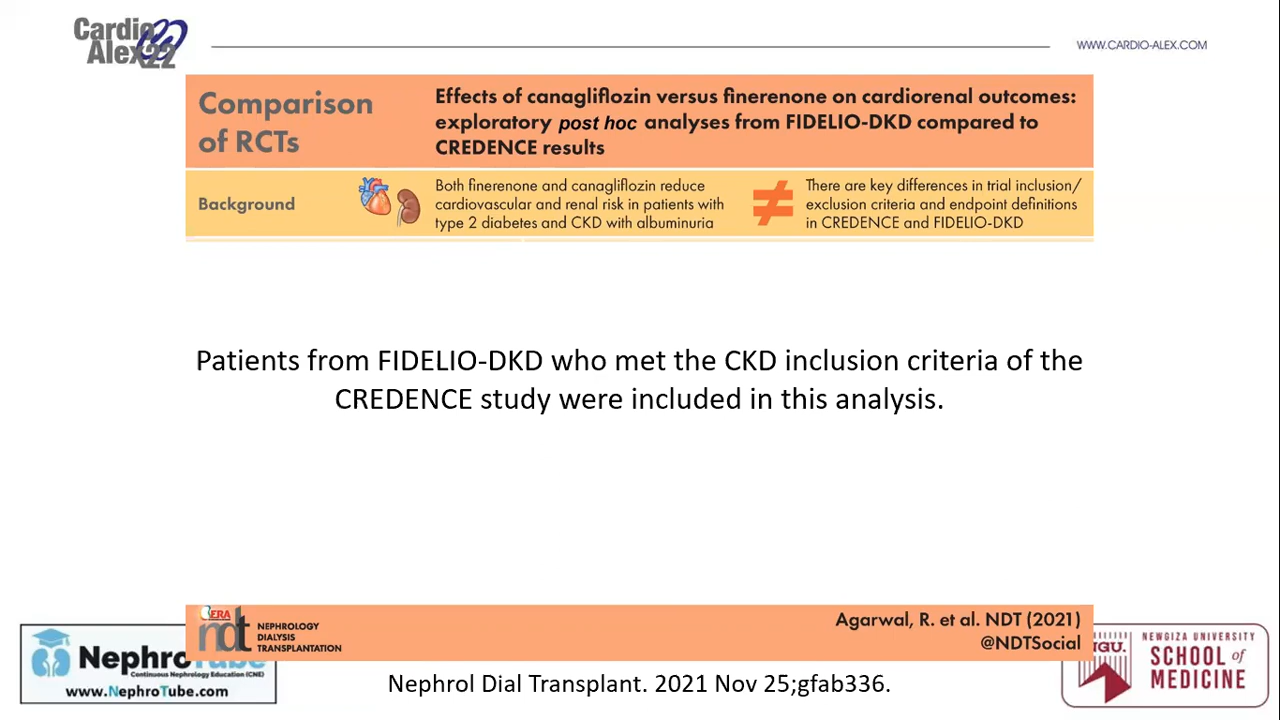 Cardio
Alex22
WWW.CARDIO-ALEX.COM
Comparison
of RCTs
Effects of canagliflozin versus finerenone on cardiorenal outcomes:
exploratory post hoc analyses from FIDELIO-DKD compared to
CREDENCE results
Background
Both finerenone and canagliflozin reduce
cardiovascular and renal risk in patients with
type 2 diabetes and CKD with albuminuria
≠
There are key differences in trial inclusion/
exclusion criteria and endpoint definitions
in CREDENCE and FIDELIO-DKD
Patients from FIDELIO-DKD who met the CKD inclusion criteria of the
CREDENCE study were included in this analysis.
ERA
ndt
NEPHROLOGY
DIALYSIS
TRANSPLANTATION
Agarwal, R. et al. NDT (2021)
@NDTSocial
NephroTube
Continuous Nephrology Education (CNE)
www.NephroTube.com
Nephrol Dial Transplant. 2021 Nov 25;gfab336.
NGU.
NEWGIZA UNIVERSITY
SCHOOL of
MEDICINE